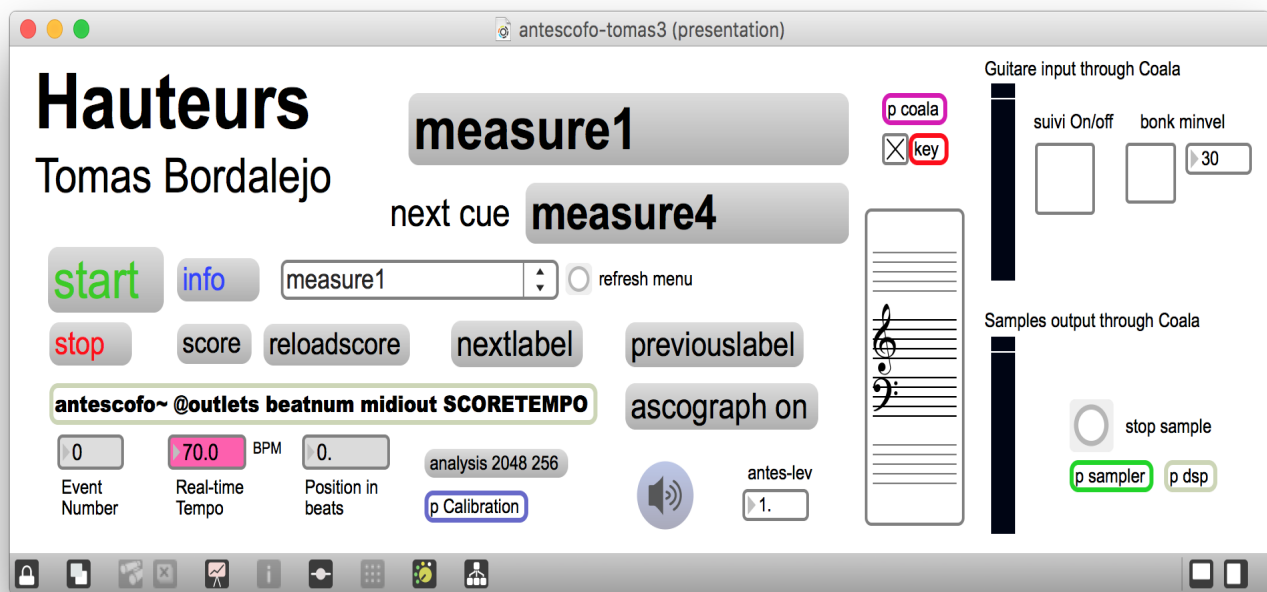 antescofo-tomas3 (presentation)
Hauteurs
Tomas Bordalejo
measure1
next cue
measure4
p coala
key
Guitare input through Coala
suivi On/off
bonk minvel
30
start
info
measure1
refresh menu
stop
score
reloadscore
nextlabel
previouslabel
Samples output through Coala
antescofo~ @outlets beatnum midiout SCORETEMPO
ascograph on
0
70.0
BPM
0.
Event
Number
Real-time
Tempo
Position in
beats
analysis 2048 256
p Calibration
antes-lev
1.
stop sample
p sampler
p dsp